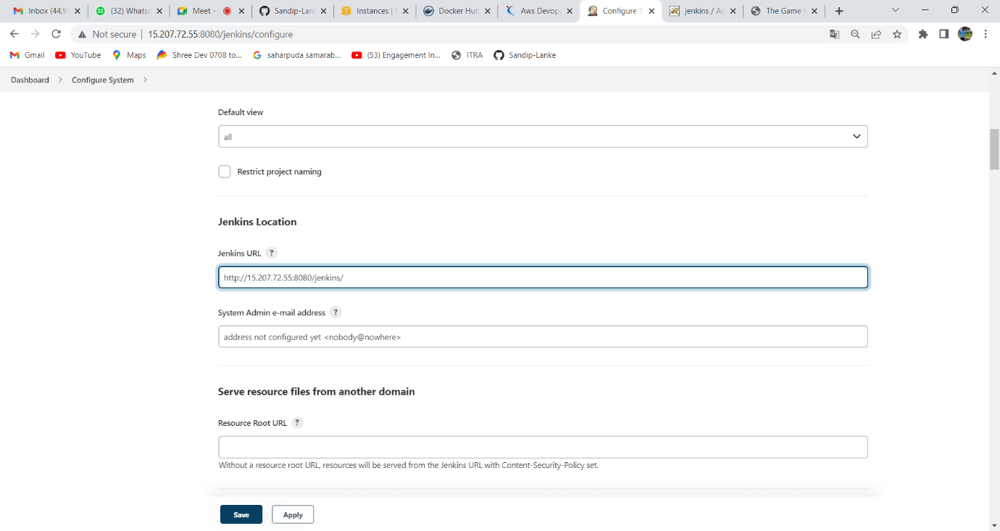 Inbox (44,9
32 (32) WhatsA
Meet -
Sandip-Lan
Instances | E
Docker Hub
Aws Devops
Configure S
jenkins / As
The Game
Not secure | 15.207.72.55:8080/jenkins/configure
Gmail
YouTube
Maps
Shree Dev 0708 to...
saharpuda samarab...
(53) Engagement In...
ITRA
Sandip-Lanke
Dashboard > Configure System >
Default view
all
Restrict project naming
Jenkins Location
Jenkins URL ?
http://15.207.72.55:8080/jenkins/
System Admin e-mail address ?
address not configured yet <nobody@nowhere>
Serve resource files from another domain
Resource Root URL ?
Without a resource root URL, resources will be served from the Jenkins URL with Content-Security-Policy set.
Save
Apply